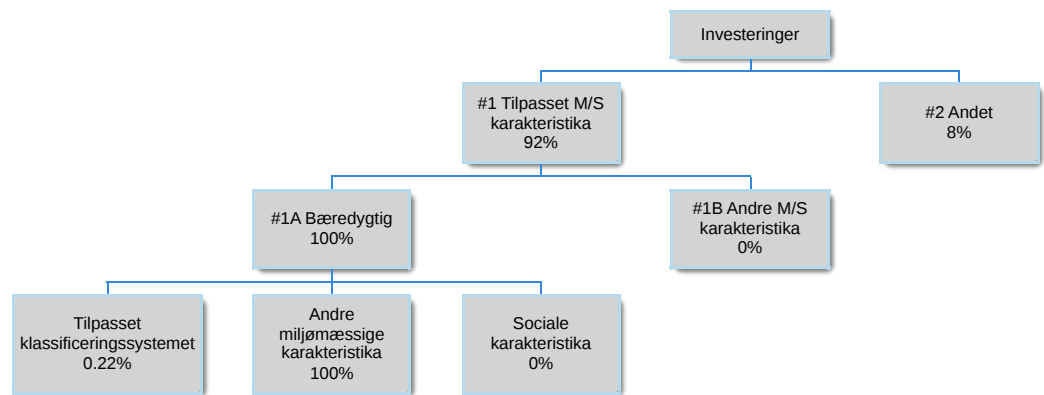 Investeringer
#1 Tilpasset M/S
karakteristika
92%
#2 Andet
8%
#1A Bæredygtig
100%
#1B Andre M/S
karakteristika
0%
Tilpasset
klassificeringssystemet
0.22%
Andre
miljømæssige
karakteristika
100%
Sociale
karakteristika
0%